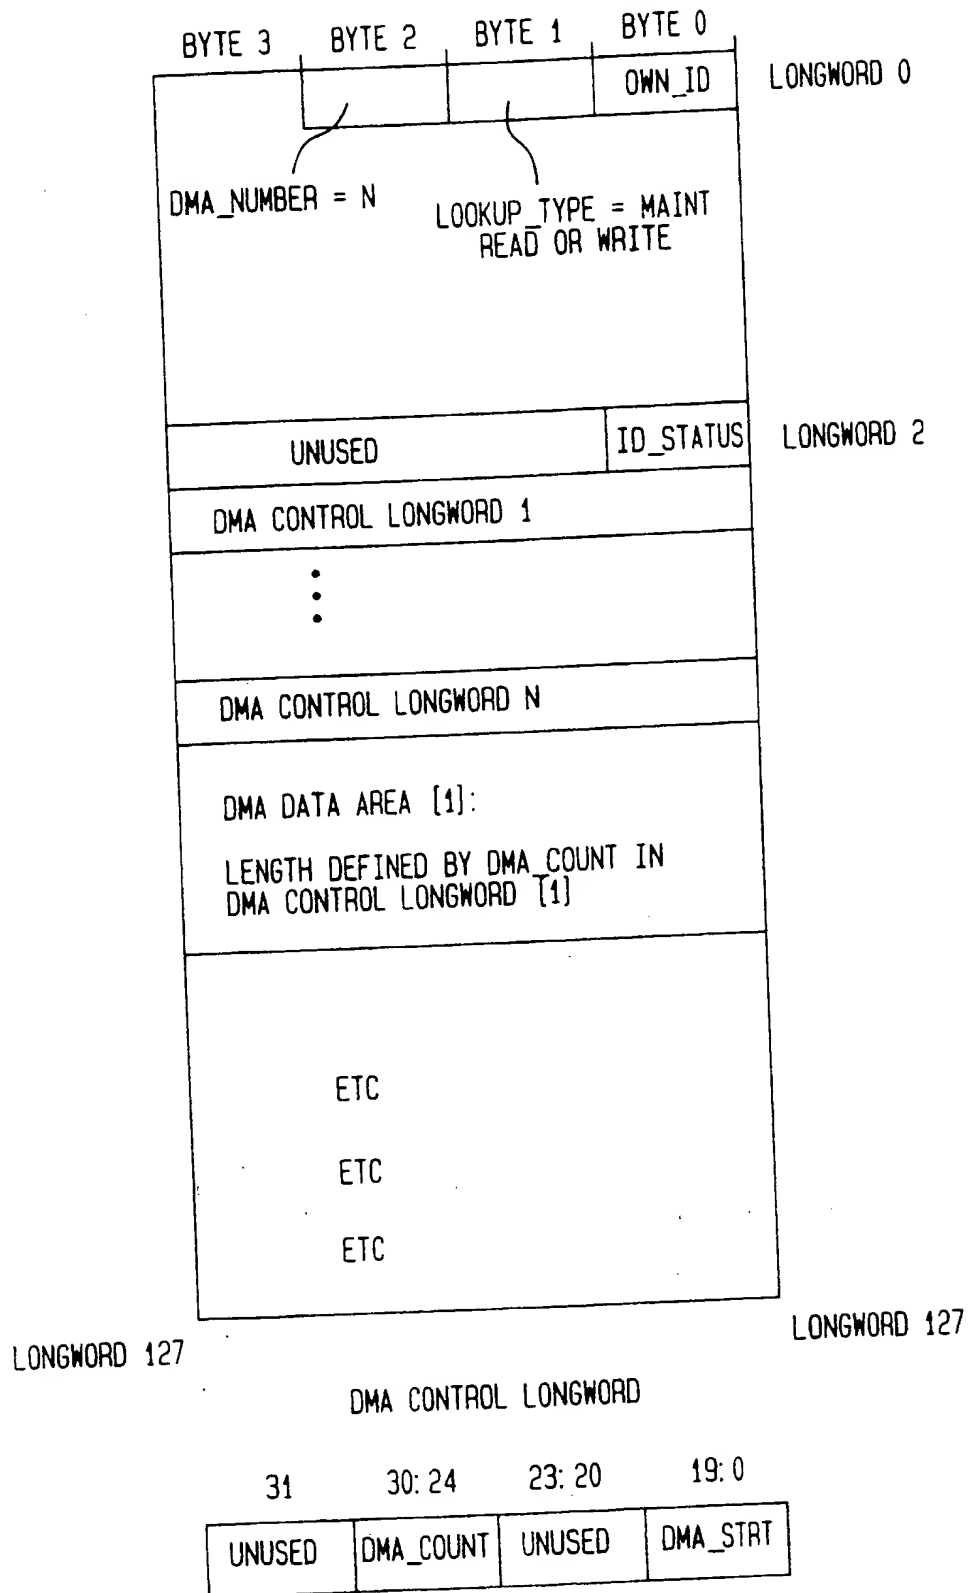 BYTE 3 BYTE 2 BYTE 1 BYTE 0
OWN_ID LONGWORD 0
DMA_NUMBER = N
LOOKUP_TYPE = MAINT
READ OR WRITE
UNUSED ID_STATUS LONGWORD 2
DMA CONTROL LONGWORD 1
DMA CONTROL LONGWORD N
DMA DATA AREA [1]:
LENGTH DEFINED BY DMA_COUNT IN
DMA CONTROL LONGWORD [1]
ETC
ETC
ETC
LONGWORD 127 LONGWORD 127
DMA CONTROL LONGWORD
31 30:24 23:20 19:0
UNUSED DMA_COUNT UNUSED DMA_STRT